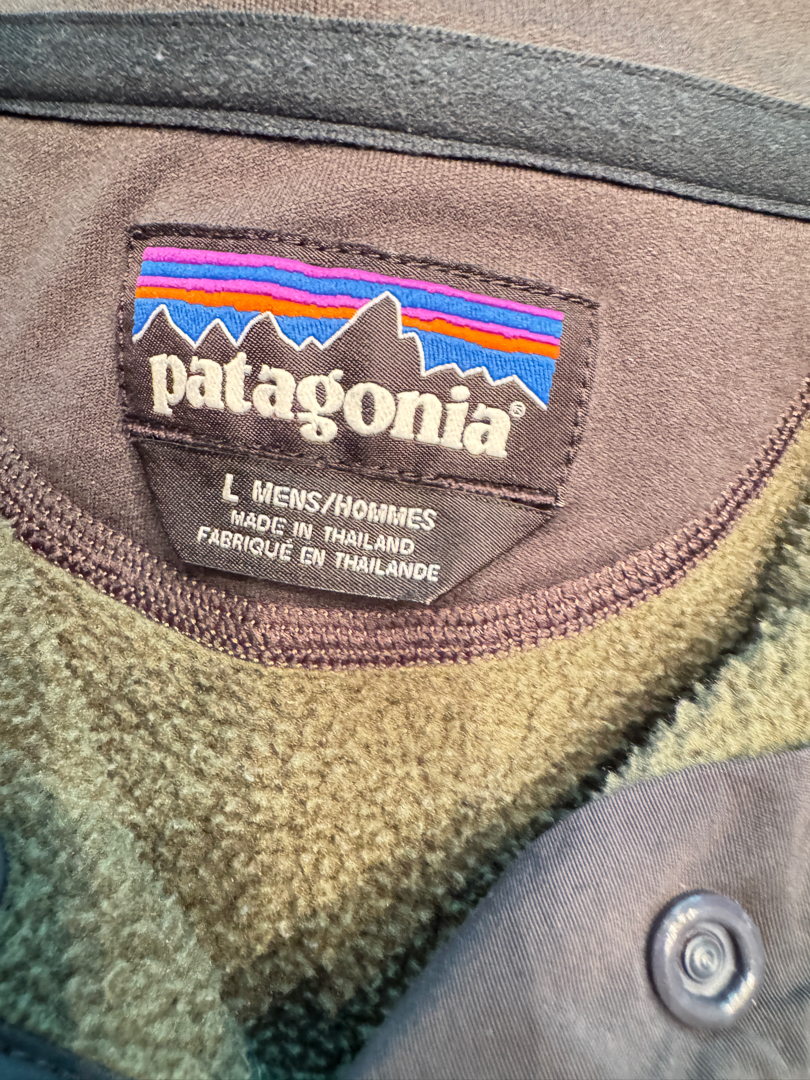 patagonia®
L MENS/HOMMES
MADE IN THAILAND
FABRIQUÉ EN THAILANDE